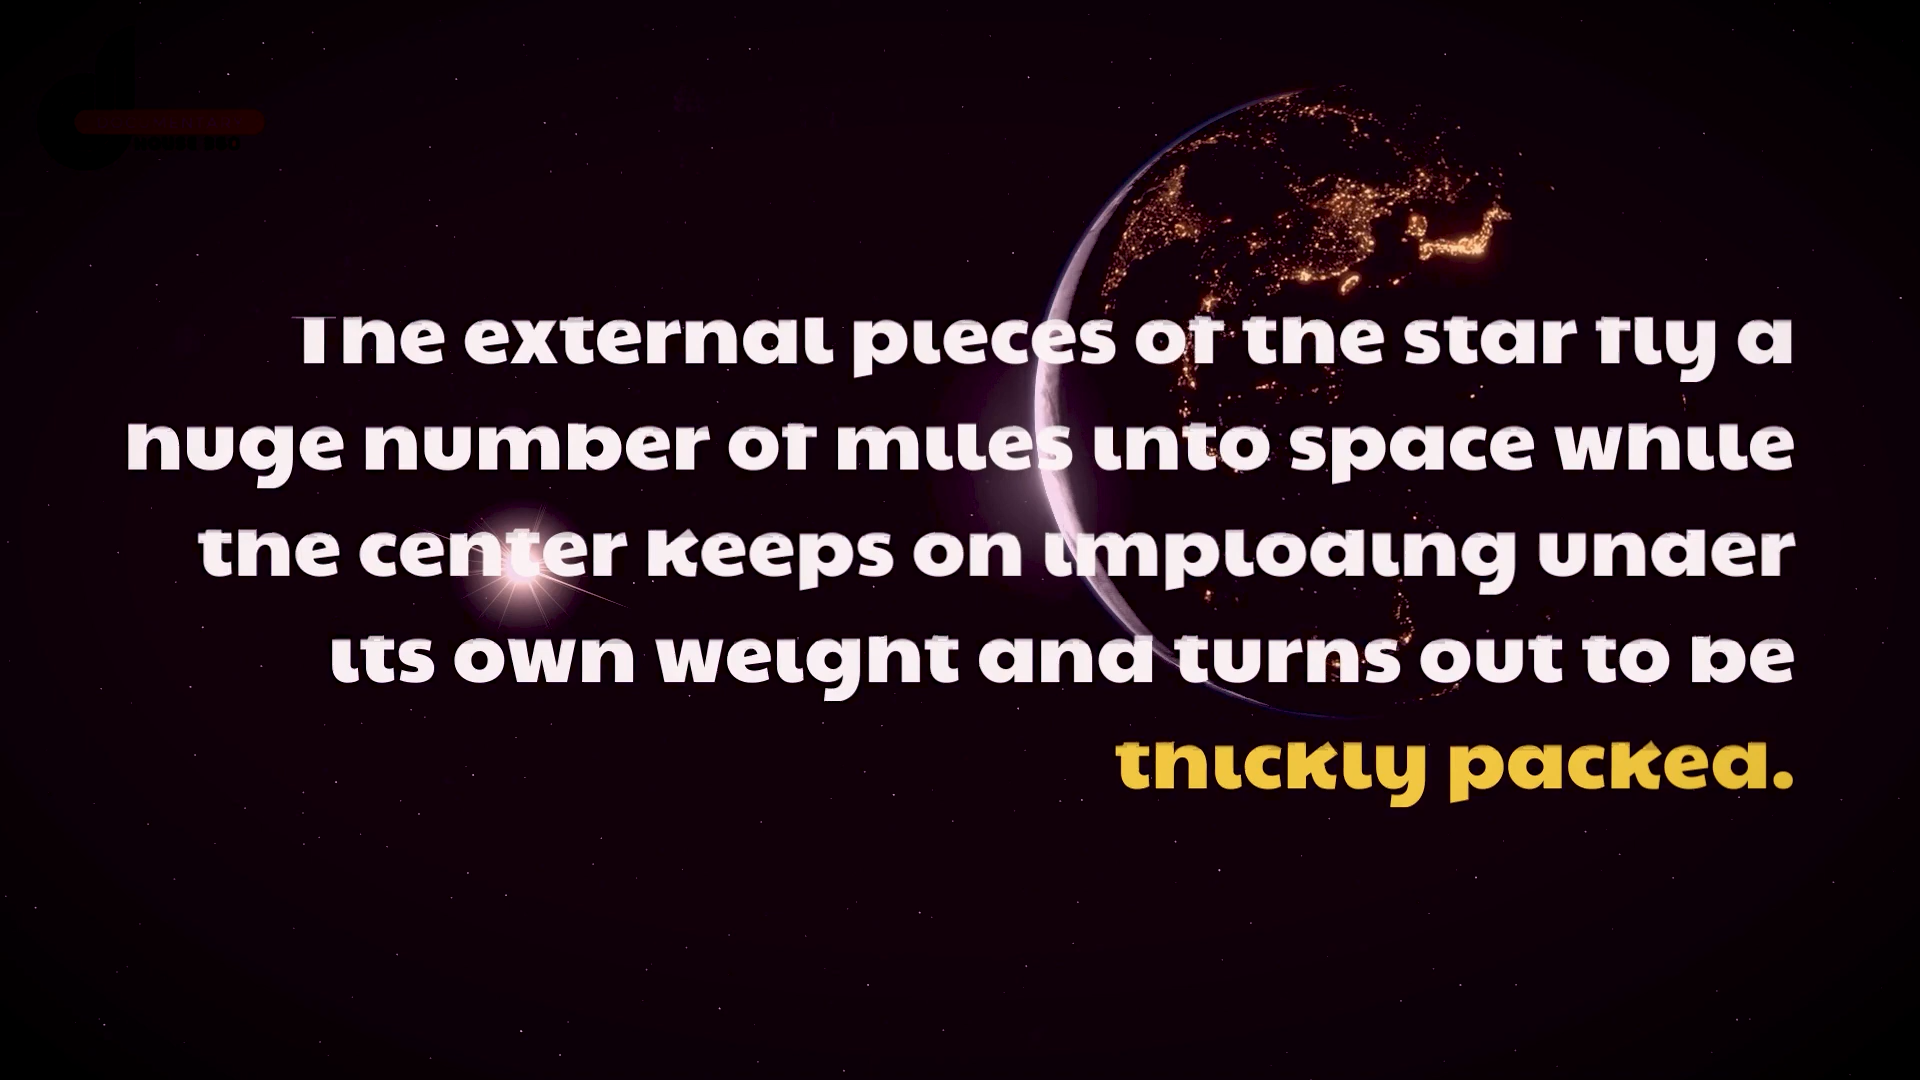 The external pieces of the star fly a
huge number of miles into space while
the center keeps on imploding under
its own weight and turns out to be
thickly packed.